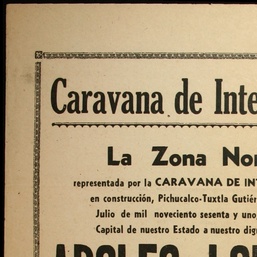 Caravana de Inte
La Zona Nor
representada por la CARAVANA DE INT
en construcción, Pichucalco-Tuxtla Gutiér
Julio de mil noveciento sesenta y uno,
Capital de nuestro Estado a nuestro dig